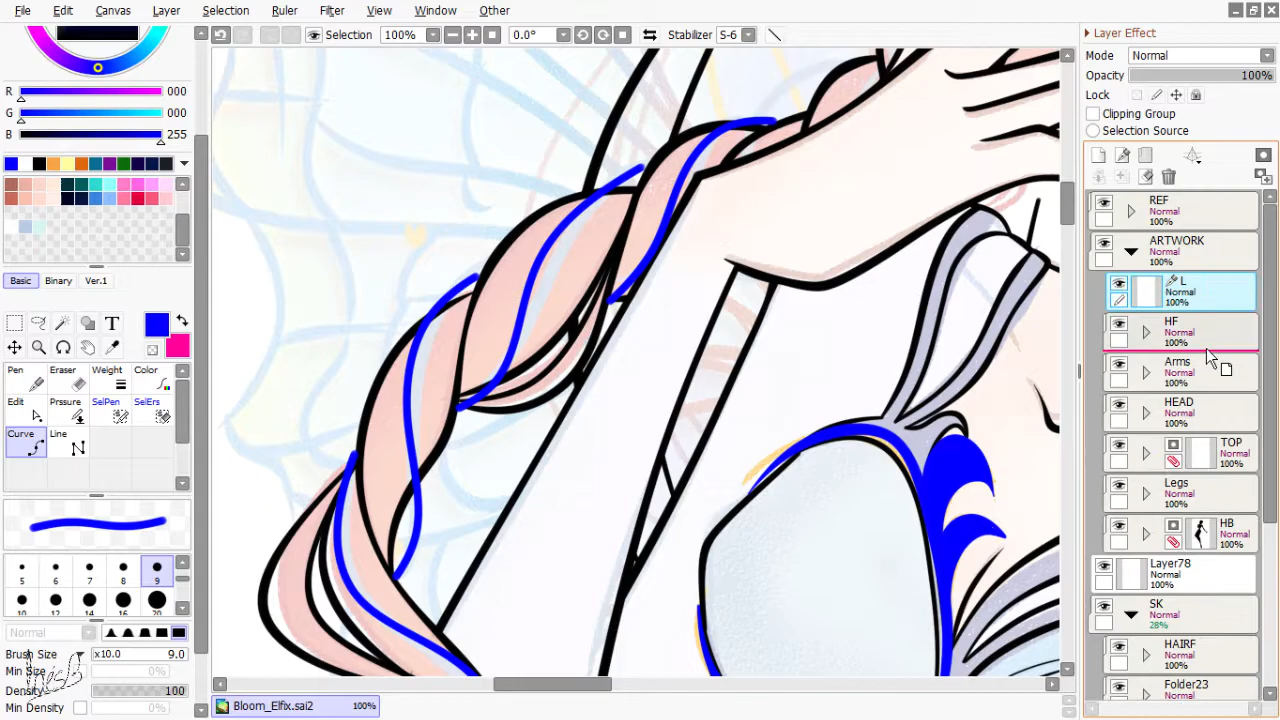 File Edit Canvas Layer Selection Ruler Filter View Window Other
Selection 100% 0.0° Stabilizer S-6
R 000
G 000
B 255
Basic Binary Ver.1
T
Pen Eraser Weight Color
Edit Prssure SelPen SelErs
Curve Line
5 6 7 8 9
10 12 14 16 20
Normal
Brush Size x10.0 9.0
Min Size 0%
Density 100
Min Density 0%
Bloom_Elfix.sai2 100%
Layer Effect
Mode Normal
Opacity 100%
Lock
Clipping Group
Selection Source
REF
Normal
100%
ARTWORK
Normal
100%
L
Normal
100%
HF
Normal
100%
Arms
Normal
100%
HEAD
Normal
100%
TOP
Normal
100%
Legs
Normal
100%
HB
Normal
100%
Layer78
Normal
100%
SK
Normal
28%
HAIRF
Normal
100%
Folder23
Normal